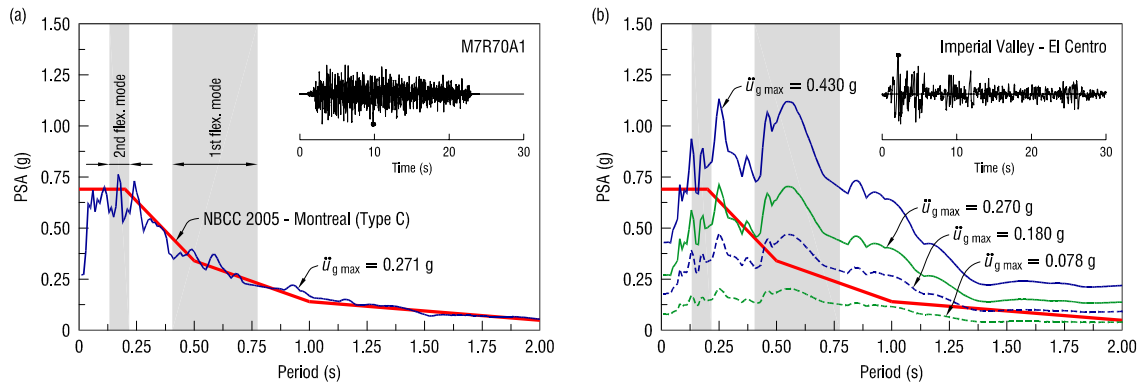 (a)
1.50
1.25
1.00
0.75
0.50
0.25
0
PSA (g)
2nd flex. mode
1st flex. mode
M7R70A1
0 10 20 30
Time (s)
NBCC 2005 - Montreal (Type C)
üg max = 0.271 g
0 0.25 0.50 0.75 1.00 1.25 1.50 1.75 2.00
Period (s)
(b)
1.50
1.25
1.00
0.75
0.50
0.25
0
PSA (g)
Imperial Valley - El Centro
üg max = 0.430 g
0 10 20 30
Time (s)
üg max = 0.270 g
üg max = 0.180 g
üg max = 0.078 g
0 0.25 0.50 0.75 1.00 1.25 1.50 1.75 2.00
Period (s)